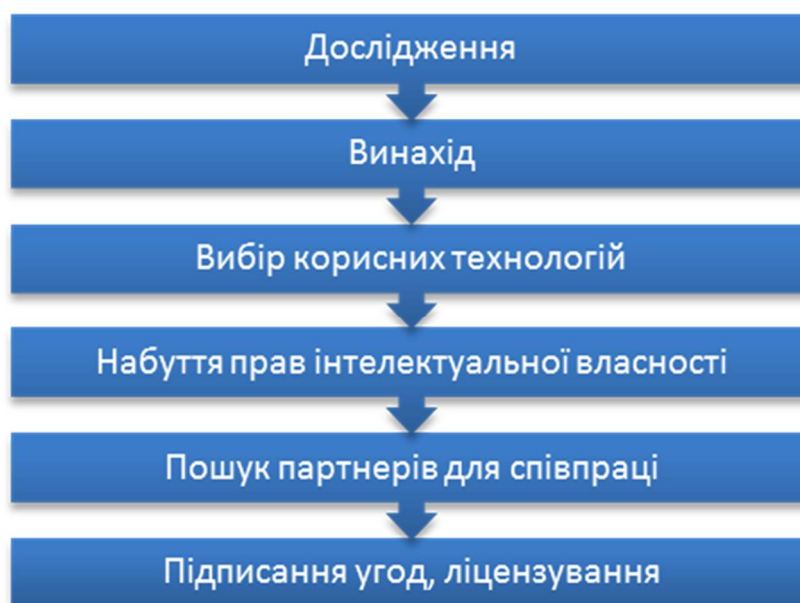 Дослідження
Винахід
Вибір корисних технологій
Набуття прав інтелектуальної власності
Пошук партнерів для співпраці
Підписання угод, ліцензування